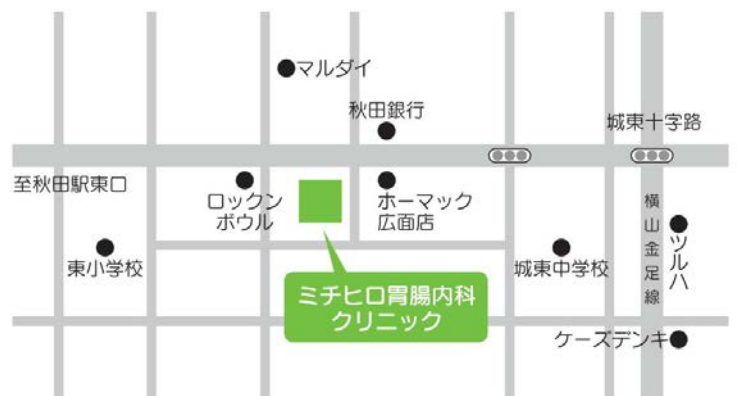 マルダイ
秋田銀行
城東十字路
至秋田駅東口
ロックン
ボウル
ホーマック
広面店
横山金足線
ツルハ
東小学校
城東中学校
ミチヒロ胃腸内科
クリニック
ケーズデンキ